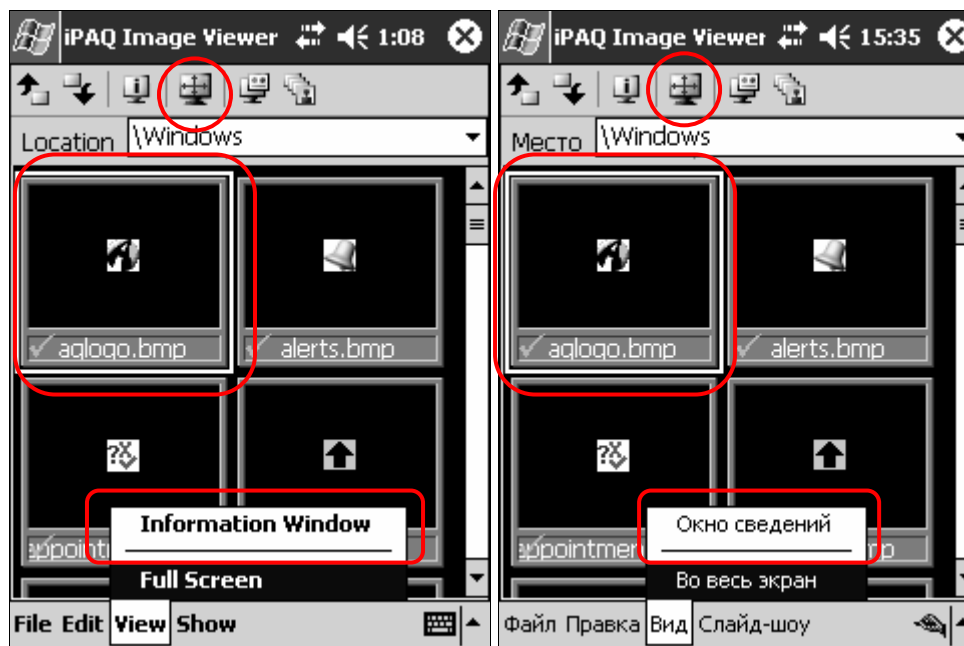 iPAQ Image Viewer 1:08
Location \Windows
aqlogo.bmp alerts.bmp
Information Window
Full Screen
File Edit View Show
iPAQ Image Viewer 15:35
Место \Windows
aqlogo.bmp alerts.bmp
Окно сведений
Во весь экран
Файл Правка Вид Слайд-шоу